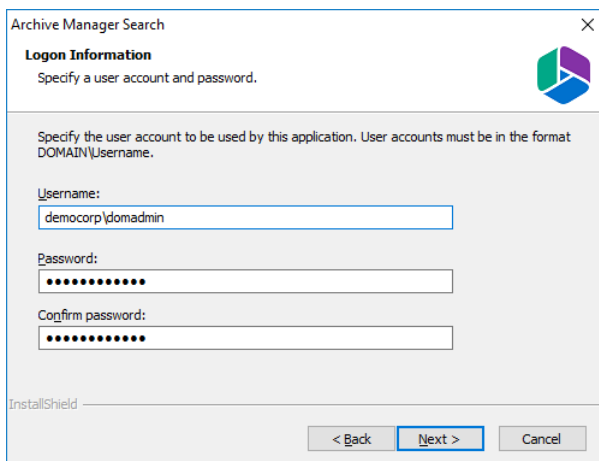 Archive Manager Search
Logon Information
Specify a user account and password.
Specify the user account to be used by this application. User accounts must be in the format
DOMAIN\Username.
Username:
democorp\domadmin
Password:
●●●●●●●●●●●●
Confirm password:
●●●●●●●●●●●●
InstallShield
< Back
Next >
Cancel